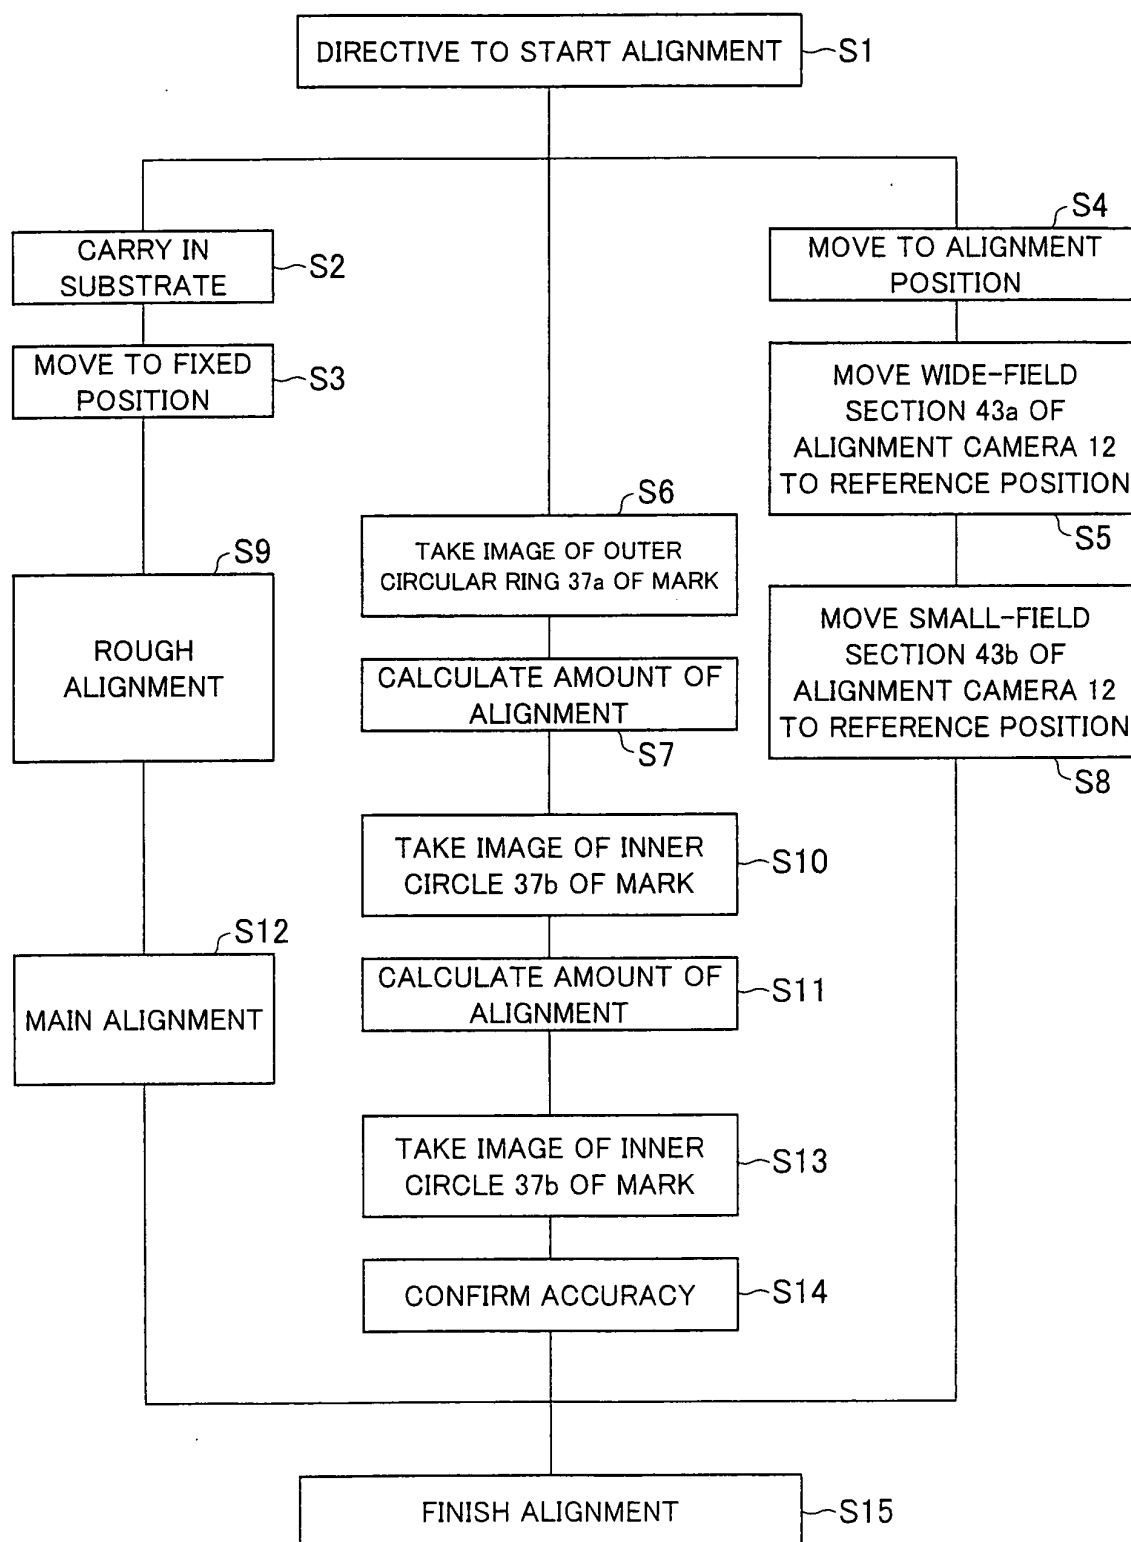 DIRECTIVE TO START ALIGNMENT
S1
CARRY IN
SUBSTRATE
S2
MOVE TO FIXED
POSITION
S3
S4
MOVE TO ALIGNMENT
POSITION
MOVE WIDE-FIELD
SECTION 43a OF
ALIGNMENT CAMERA 12
TO REFERENCE POSITION
S5
S6
TAKE IMAGE OF OUTER
CIRCULAR RING 37a OF MARK
CALCULATE AMOUNT OF
ALIGNMENT
S7
MOVE SMALL-FIELD
SECTION 43b OF
ALIGNMENT CAMERA 12
TO REFERENCE POSITION
S8
S9
ROUGH
ALIGNMENT
TAKE IMAGE OF INNER
CIRCLE 37b OF MARK
S10
CALCULATE AMOUNT OF
ALIGNMENT
S11
S12
MAIN ALIGNMENT
TAKE IMAGE OF INNER
CIRCLE 37b OF MARK
S13
CONFIRM ACCURACY
S14
FINISH ALIGNMENT
S15